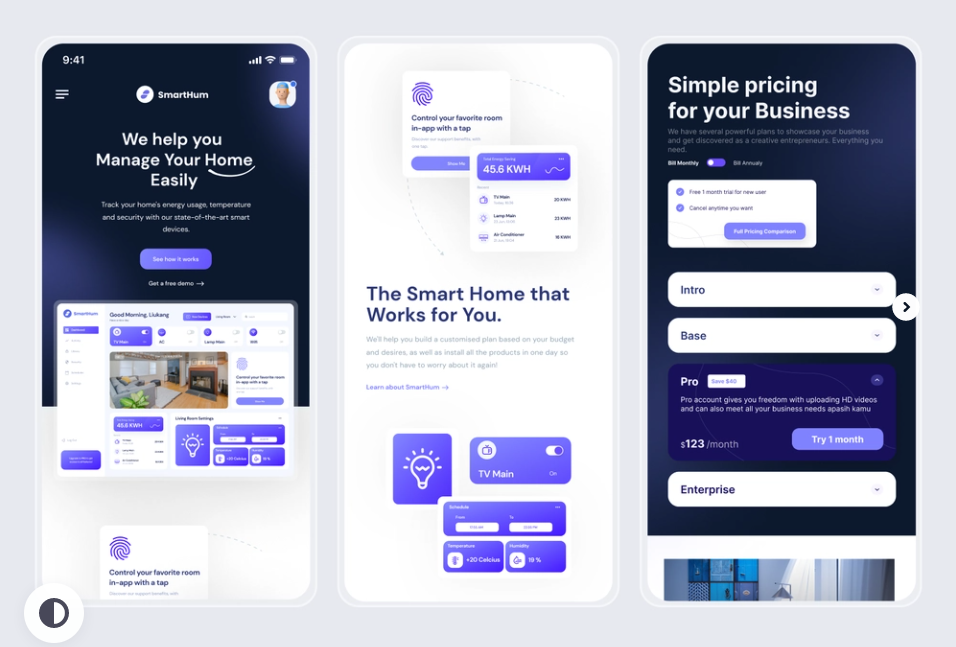 9:41
SmartHum
We help you
Manage Your Home
Easily
Track your home's energy usage, temperature
and security with our state-of-the-art smart
devices.
See how it works
Get a free demo →
SmartHum
Good Morning, Liukang
TV Main
AC
Lamp Main
Wifi
Control your favorite room
in-app with a tap
45.6 KWH
Living Room Settings
+20 Celcius
19 %
Control your favorite room
in-app with a tap
Discover our support benefits, with
Control your favorite room
in-app with a tap
Discover our support benefits, with
one tap.
Show Me
Total Energy Saving
45.6 KWH
TV Main
20 KWH
Lamp Main
23 KWH
Air Conditioner
18 KWH
The Smart Home that
Works for You.
We'll help you build a customised plan based on your budget
and desires, as well as install all the products in one day so
you don't have to worry about it again!
Learn about SmartHum →
TV Main
On
Schedule
From
To
Temperature
+20 Celcius
Humidity
19 %
Simple pricing
for your Business
We have several powerful plans to showcase your business
and get discovered as a creative entrepreneurs. Everything you
need.
Bill Monthly
Bill Annualy
Free 1 month trial for new user
Cancel anytime you want
Full Pricing Comparison
Intro
Base
Pro
Save $40
Pro account gives you freedom with uploading HD videos
and can also meet all your business needs apasih kamu
$123 /month
Try 1 month
Enterprise